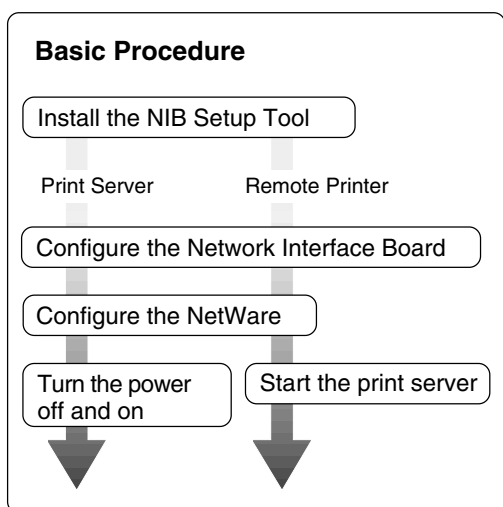 Basic Procedure
Install the NIB Setup Tool
Print Server
Remote Printer
Configure the Network Interface Board
Configure the NetWare
Turn the power
off and on
Start the print server